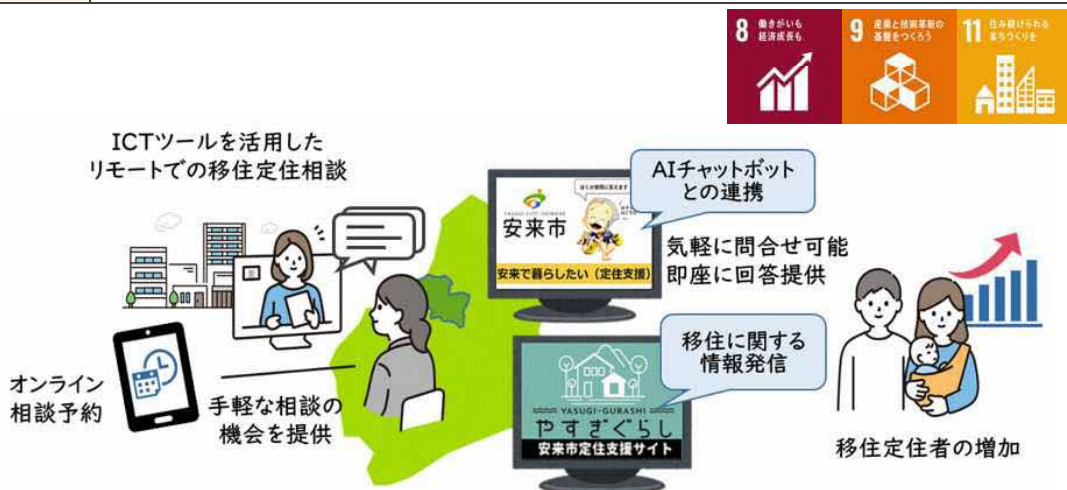 8 働きがいも
経済成長も
9 産業と技術革新の
基盤をつくろう
11 住み続けられる
まちづくりを
ICTツールを活用した
リモートでの移住定住相談
オンライン
相談予約
手軽な相談の
機会を提供
安来市
安来で暮らしたい（定住支援）
AIチャットボット
との連携
気軽に問合せ可能
即座に回答提供
移住に関する
情報発信
YASUGI-GURASHI
やすぎぐらし
安来市定住支援サイト
移住定住者の増加